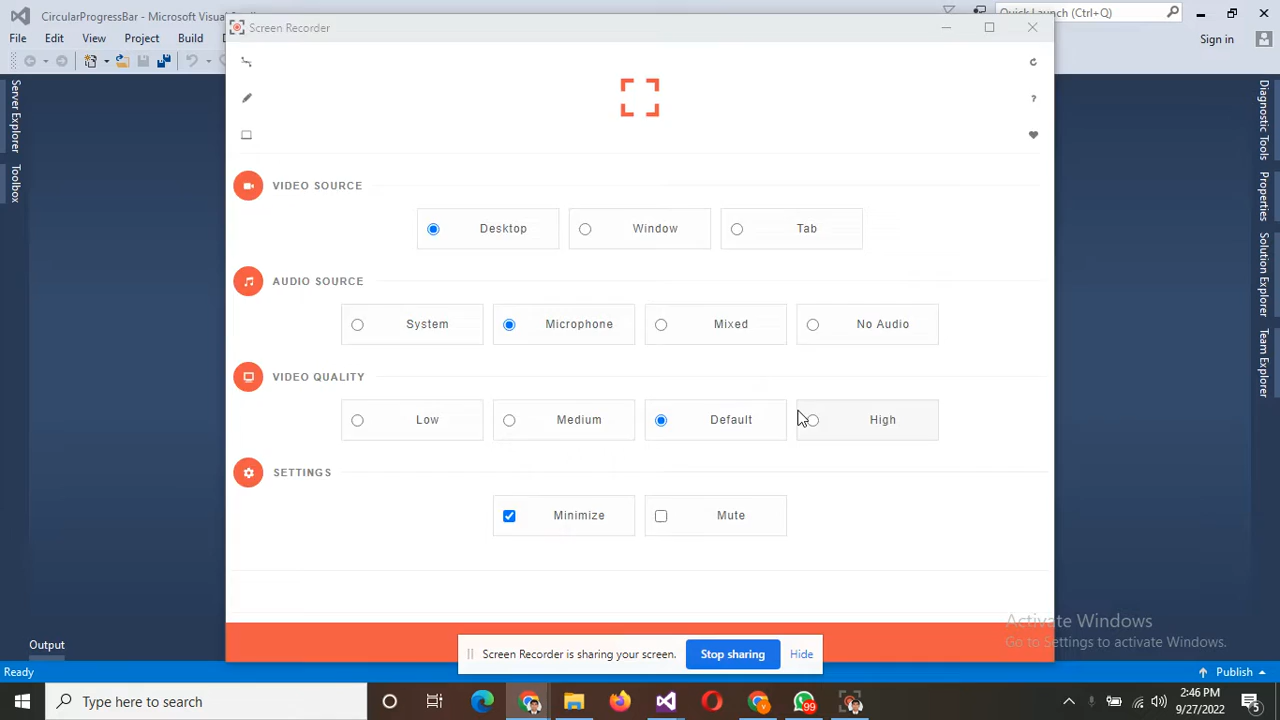 CircularProgressBar - Microsoft Visu
Quick Launch (Ctrl+Q)
Screen Recorder
File Edit View Project Build
Sign in
?
Server Explorer
Toolbox
Diagnostic Tools
Properties
Solution Explorer
Team Explorer
VIDEO SOURCE
Desktop Window Tab
AUDIO SOURCE
System Microphone Mixed No Audio
VIDEO QUALITY
Low Medium Default High
SETTINGS
Minimize Mute
Activate Windows
Go to Settings to activate Windows.
Output
Screen Recorder is sharing your screen. Stop sharing Hide
Ready
Publish
Type here to search
99
2:46 PM
9/27/2022
5